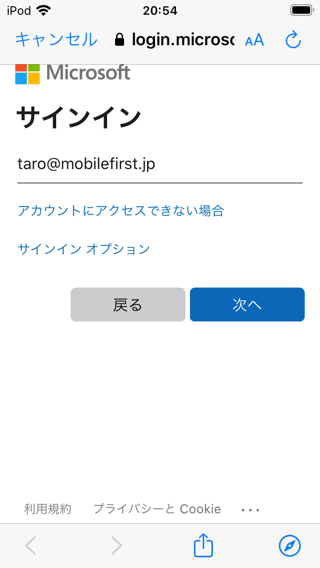 iPod 20:54
キャンセル login.microsc ぁあ
Microsoft
サインイン
taro@mobilefirst.jp
アカウントにアクセスできない場合
サインイン オプション
戻る 次へ
利用規約 プライバシーと Cookie ...